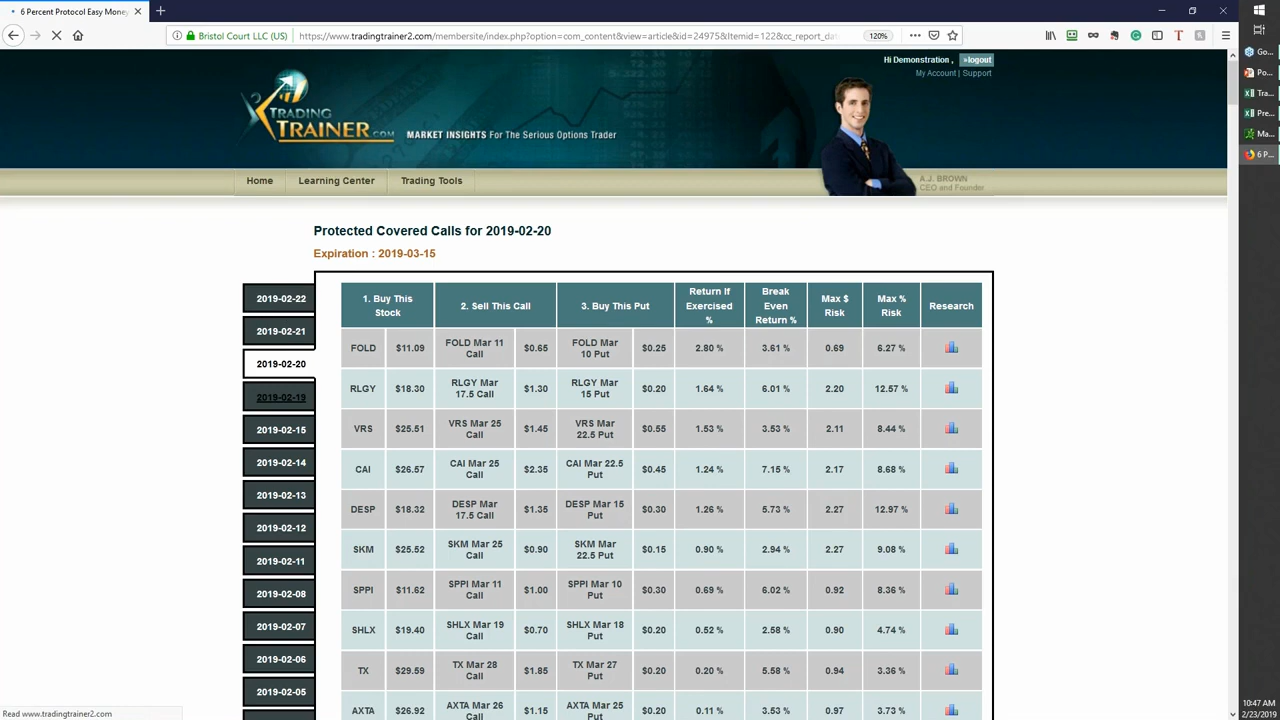 6 Percent Protocol Easy Money
Bristol Court LLC (US)
https://www.tradingtrainer2.com/membersite/index.php?option=com_content&view=article&id=24975&Itemid=122&cc_report_da
120%
Hi Demonstration , »logout
My Account | Support
TRADING
TRAINER.COM
MARKET INSIGHTS For The Serious Options Trader
A.J. BROWN
CEO and Founder
Home
Learning Center
Trading Tools
Protected Covered Calls for 2019-02-20
Expiration : 2019-03-15
2019-02-22
2019-02-21
2019-02-20
2019-02-19
2019-02-15
2019-02-14
2019-02-13
2019-02-12
2019-02-11
2019-02-08
2019-02-07
2019-02-06
2019-02-05
1. Buy This Stock
2. Sell This Call
3. Buy This Put
Return If Exercised %
Break Even Return %
Max $ Risk
Max % Risk
Research
FOLD $11.09 FOLD Mar 11 Call $0.65 FOLD Mar 10 Put $0.25 2.80 % 3.61 % 0.69 6.27 %
RLGY $18.30 RLGY Mar 17.5 Call $1.30 RLGY Mar 15 Put $0.20 1.64 % 6.01 % 2.20 12.57 %
VRS $25.51 VRS Mar 25 Call $1.45 VRS Mar 22.5 Put $0.55 1.53 % 3.53 % 2.11 8.44 %
CAI $26.57 CAI Mar 25 Call $2.35 CAI Mar 22.5 Put $0.45 1.24 % 7.15 % 2.17 8.68 %
DESP $18.32 DESP Mar 17.5 Call $1.35 DESP Mar 15 Put $0.30 1.26 % 5.73 % 2.27 12.97 %
SKM $25.52 SKM Mar 25 Call $0.90 SKM Mar 22.5 Put $0.15 0.90 % 2.94 % 2.27 9.08 %
SPPI $11.62 SPPI Mar 11 Call $1.00 SPPI Mar 10 Put $0.30 0.69 % 6.02 % 0.92 8.36 %
SHLX $19.40 SHLX Mar 19 Call $0.70 SHLX Mar 18 Put $0.20 0.52 % 2.58 % 0.90 4.74 %
TX $29.59 TX Mar 28 Call $1.85 TX Mar 27 Put $0.20 0.20 % 5.58 % 0.94 3.36 %
AXTA $26.92 AXTA Mar 26 Call $1.15 AXTA Mar 25 Put $0.20 0.11 % 3.53 % 0.97 3.73 %
Read www.tradingtrainer2.com
Go...
Po...
Tra...
Pre...
Ma...
6 P...
10:47 AM
2/23/2019